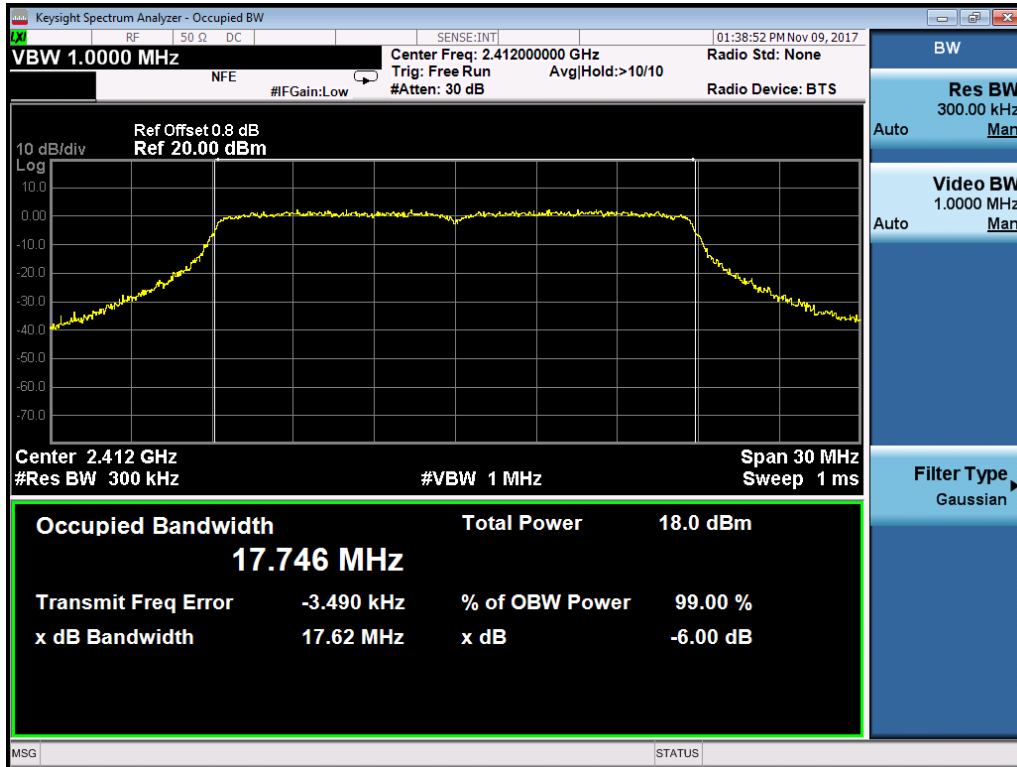 Keysight Spectrum Analyzer - Occupied BW
LXI RF 50 Ω DC SENSE:INT 01:38:52 PM Nov 09, 2017
VBW 1.0000 MHz
NFE
#IFGain:Low
Center Freq: 2.412000000 GHz
Trig: Free Run Avg|Hold:>10/10
#Atten: 30 dB
Radio Std: None
Radio Device: BTS
Ref Offset 0.8 dB
10 dB/div Ref 20.00 dBm
Log
10.0
0.00
-10.0
-20.0
-30.0
-40.0
-50.0
-60.0
-70.0
Center 2.412 GHz Span 30 MHz
#Res BW 300 kHz #VBW 1 MHz Sweep 1 ms
Occupied Bandwidth Total Power 18.0 dBm
17.746 MHz
Transmit Freq Error -3.490 kHz % of OBW Power 99.00 %
x dB Bandwidth 17.62 MHz x dB -6.00 dB
MSG STATUS
BW
Res BW
300.00 kHz
Auto Man
Video BW
1.0000 MHz
Auto Man
Filter Type
Gaussian